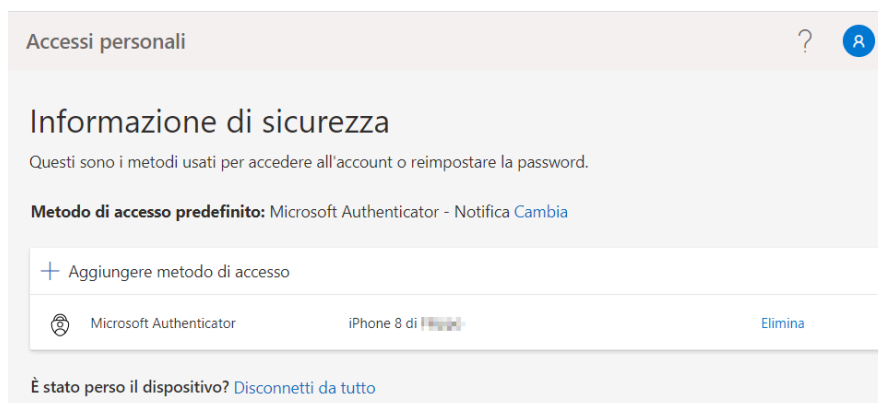 Accessi personali
?
A
Informazione di sicurezza
Questi sono i metodi usati per accedere all'account o reimpostare la password.
Metodo di accesso predefinito: Microsoft Authenticator - Notifica Cambia
+ Aggiungere metodo di accesso
Microsoft Authenticator iPhone 8 di Elimina
È stato perso il dispositivo? Disconnetti da tutto